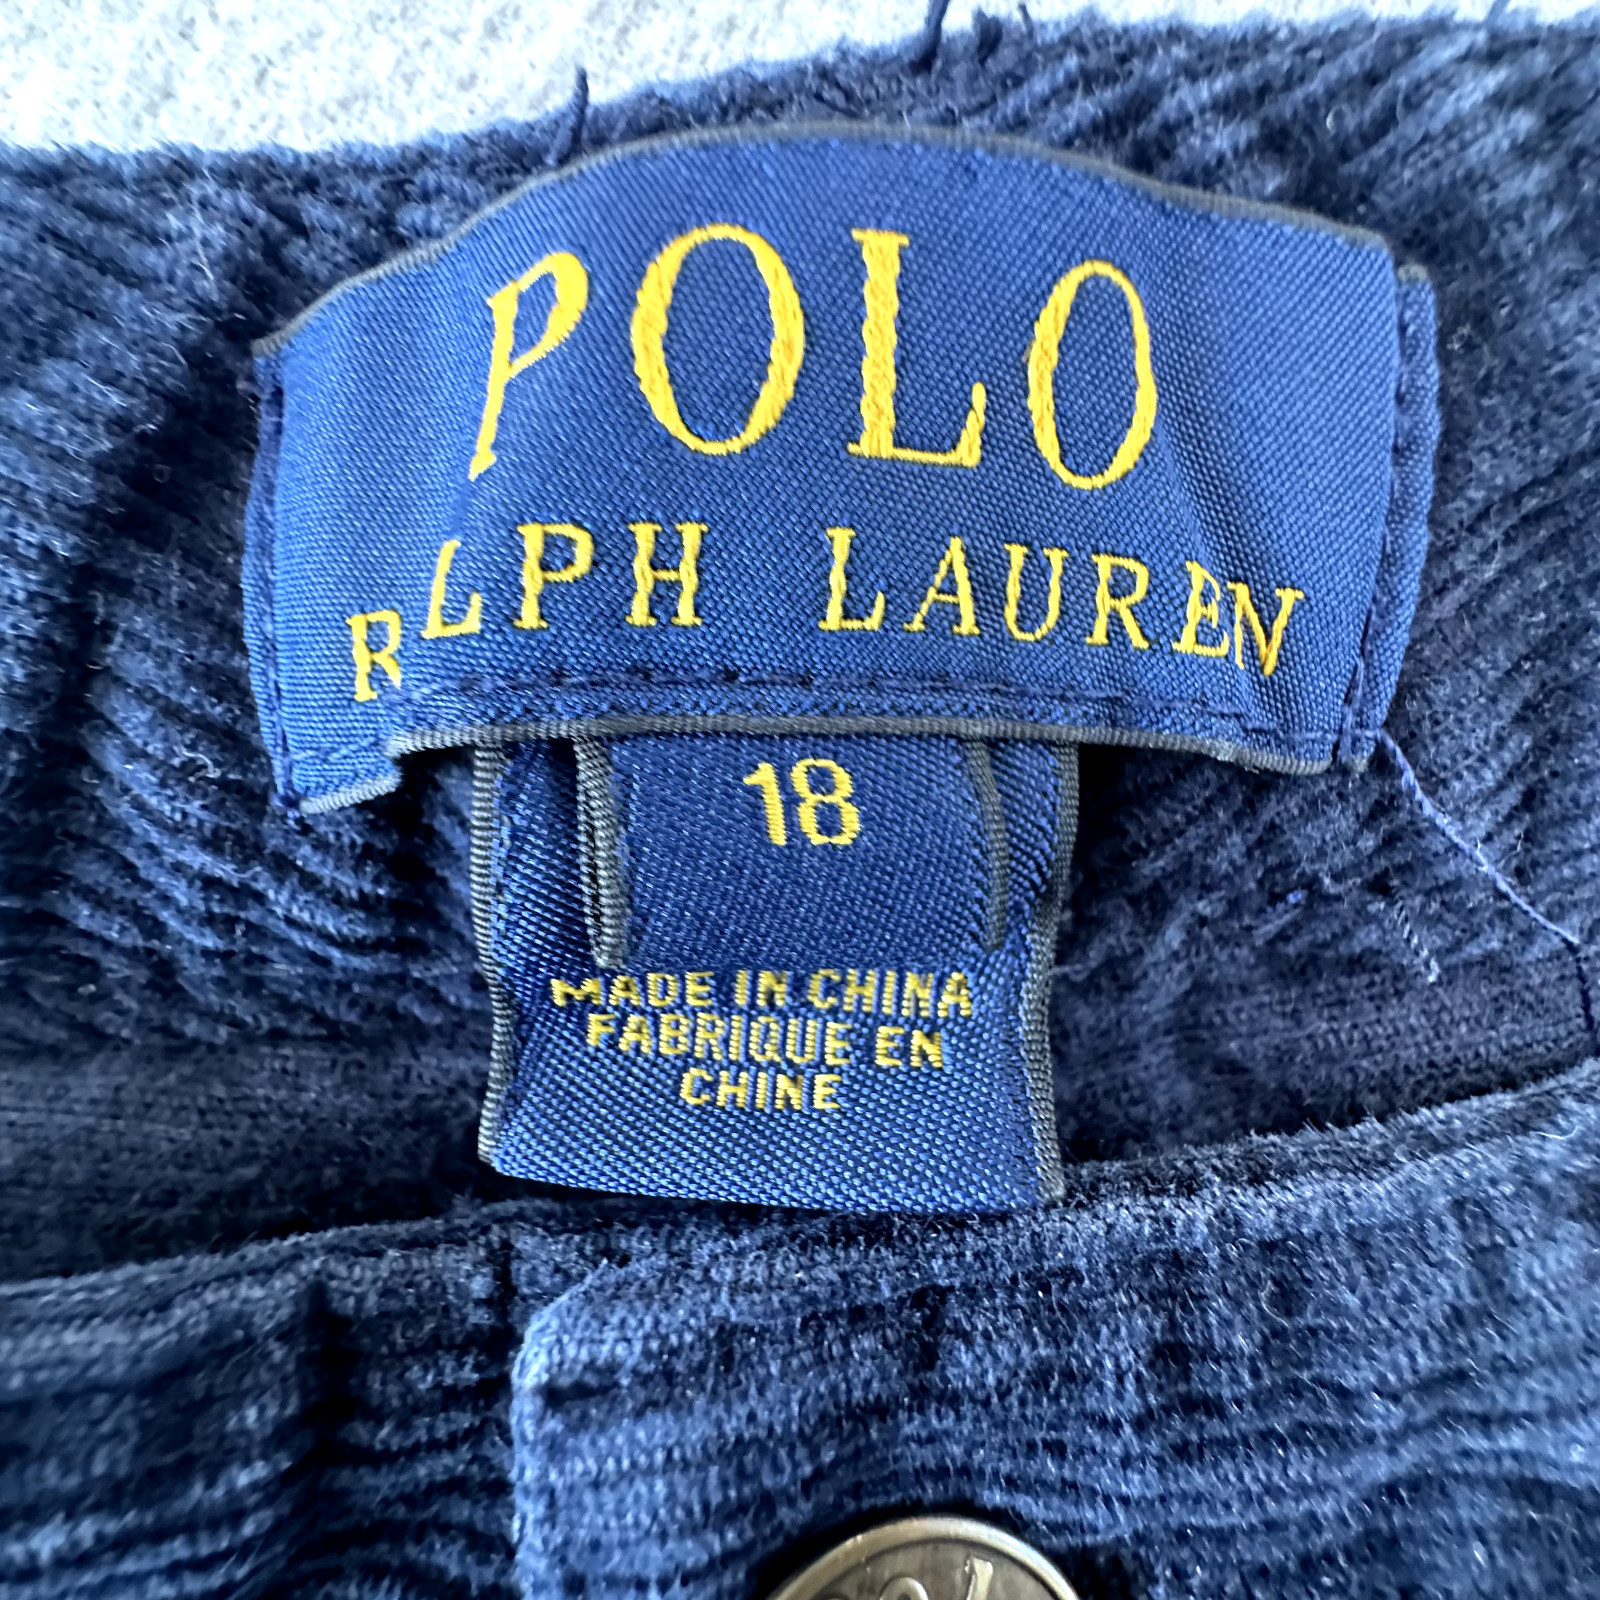 POLO
RLPH LAUREN
18
MADE IN CHINA
FABRIQUE EN
CHINE